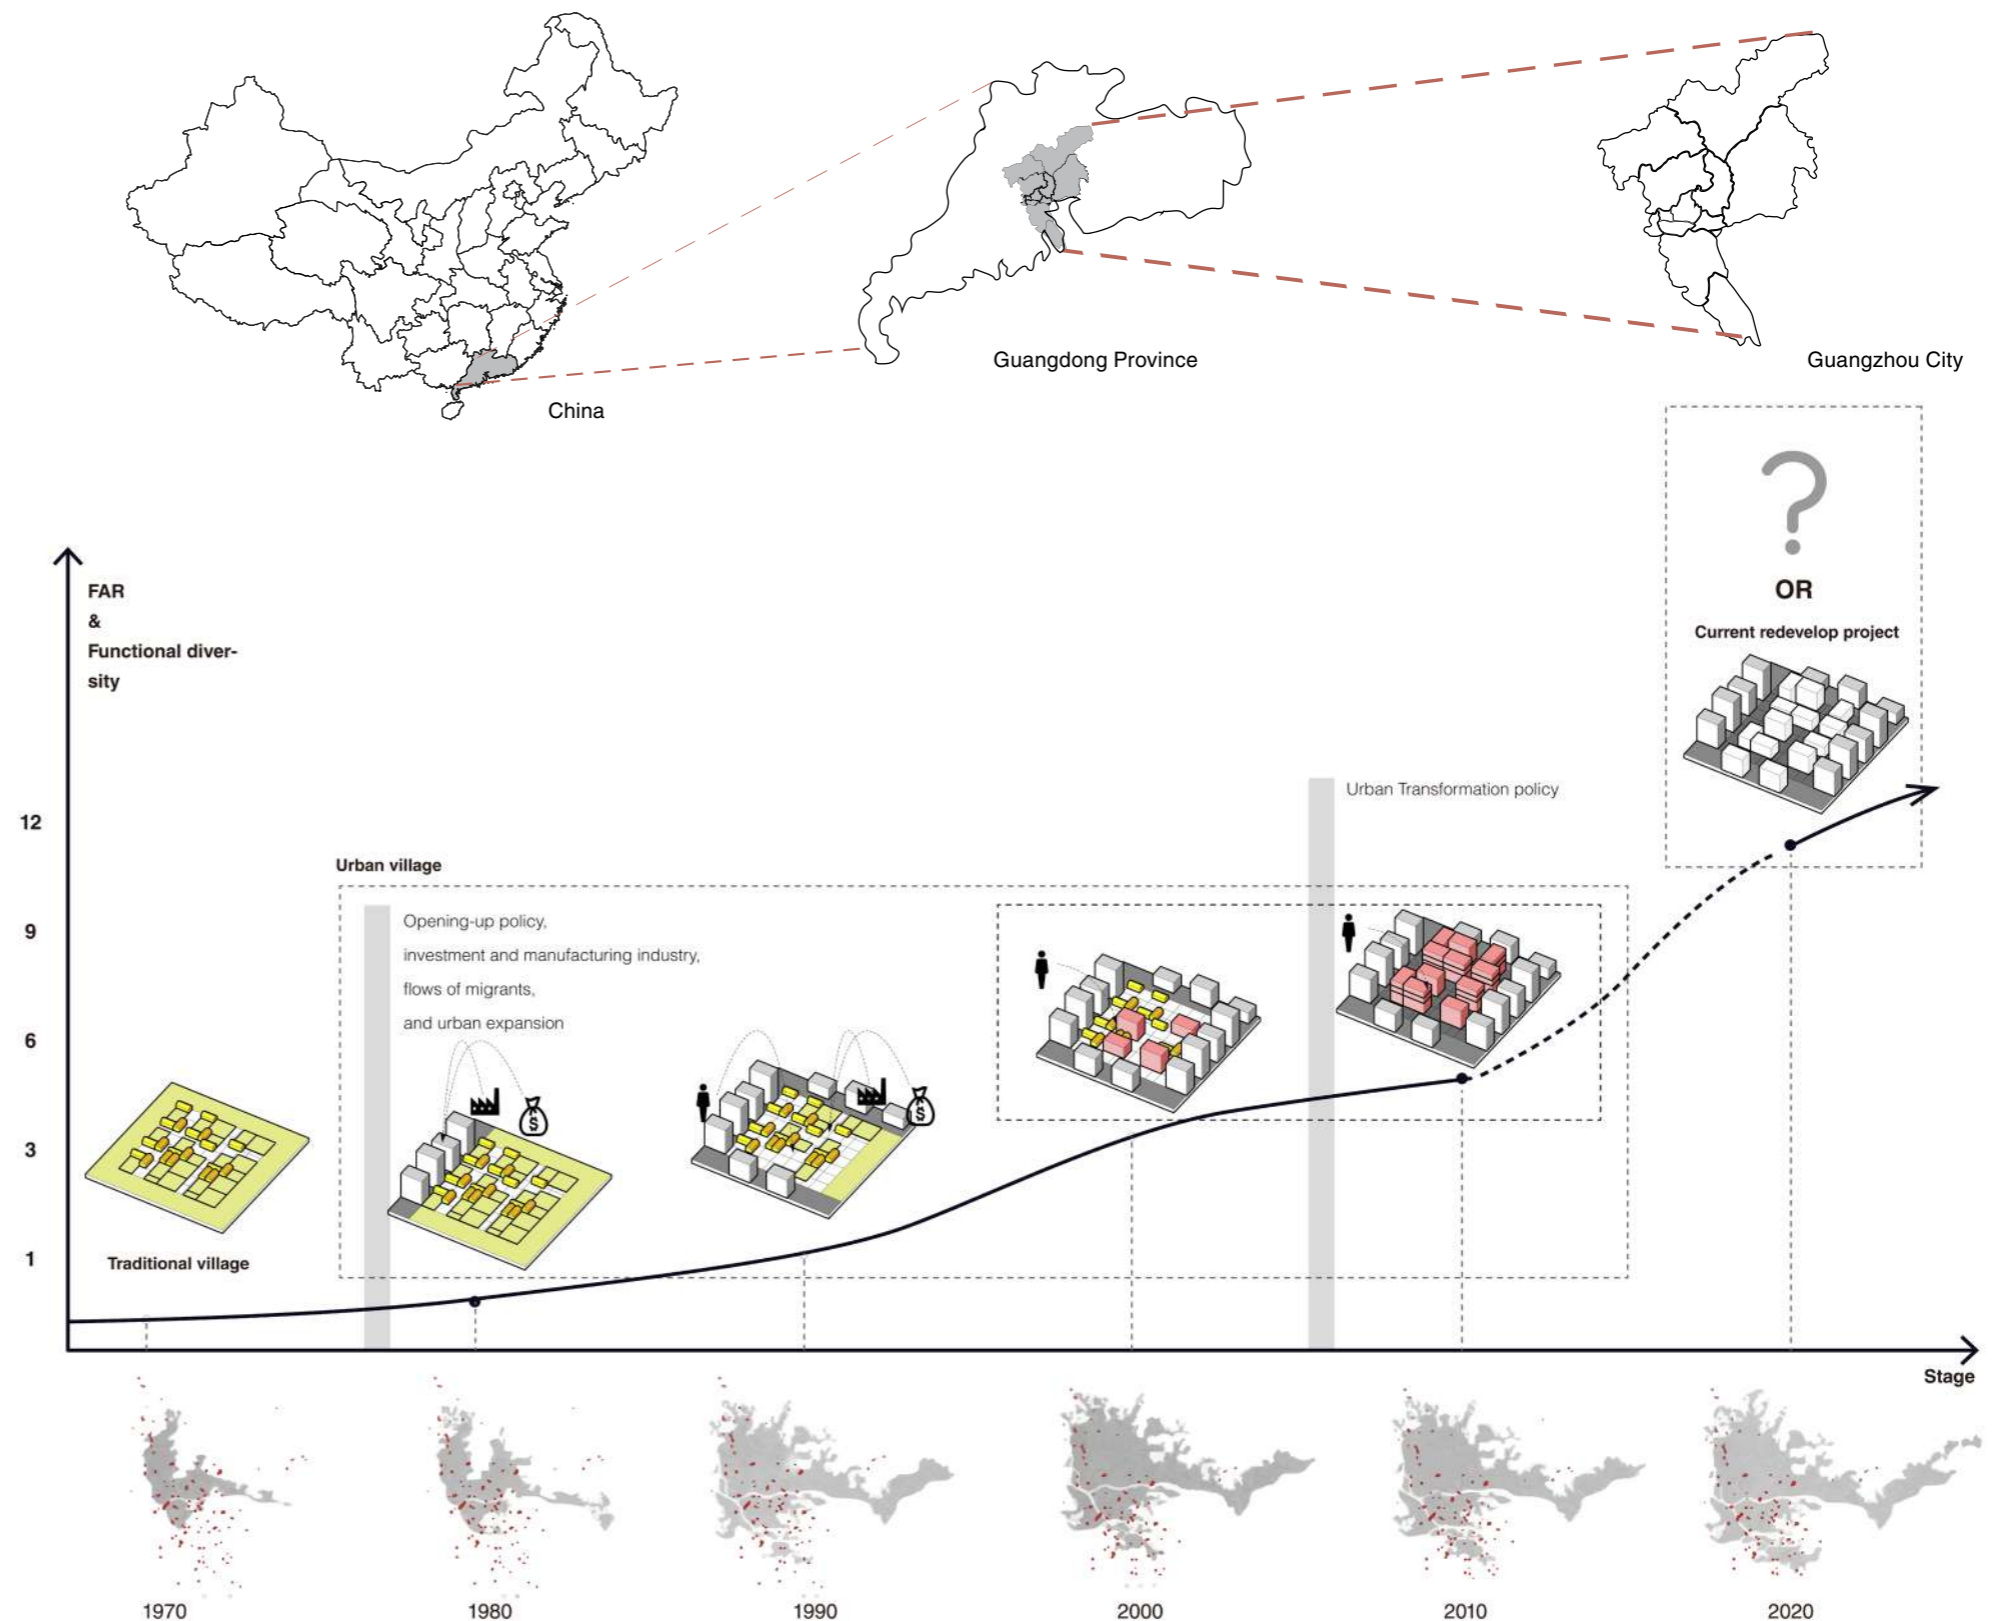 China
Guangdong Province
Guangzhou City
FAR
&
Functional diver-
sity
OR
Current redevelop project
Urban Transformation policy
12
9
6
3
1
Urban village
Opening-up policy,
investment and manufacturing industry,
flows of migrants,
and urban expansion
$
$
Traditional village
Stage
1970
1980
1990
2000
2010
2020
?